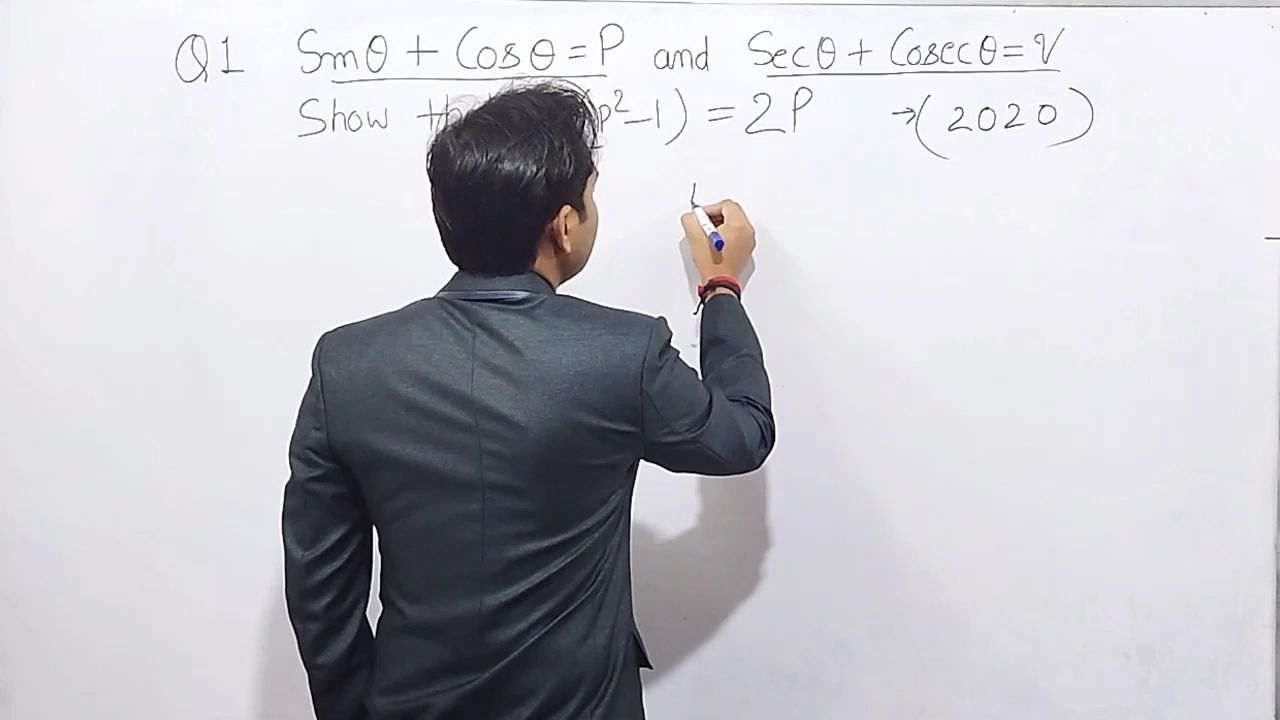 Q1 Sinθ + Cosθ = P and Secθ + Cosecθ = q
Show (p²-1) = 2P → (2020)